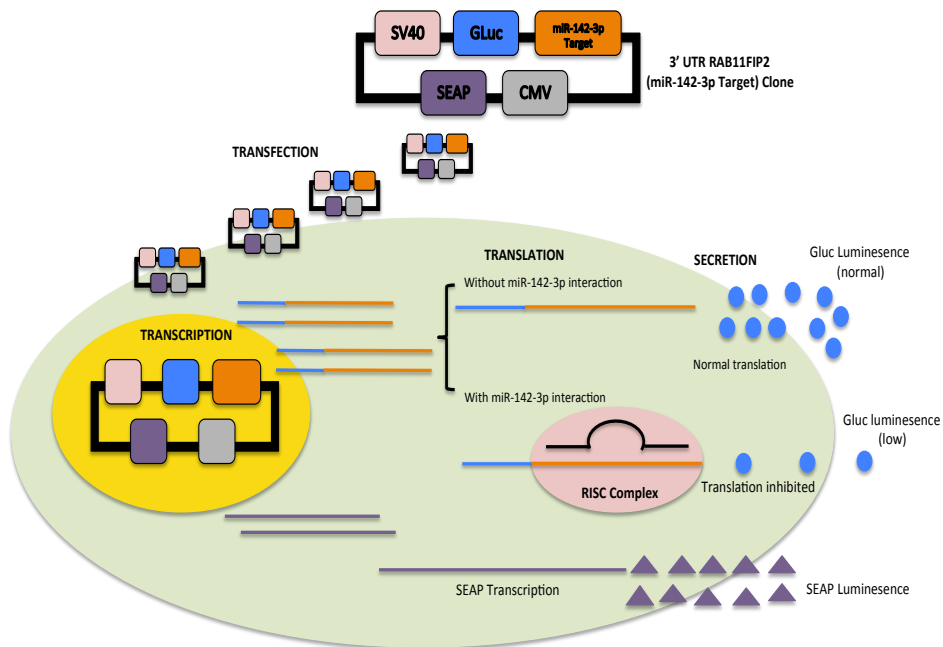 SV40
GLuc
miR-142-3p
Target
SEAP
CMV
3’ UTR RAB11FIP2
(miR-142-3p Target) Clone
TRANSFECTION
TRANSLATION
SECRETION
Gluc Luminesence
(normal)
Without miR-142-3p interaction
TRANSCRIPTION
Normal translation
With miR-142-3p interaction
Gluc luminesence
(low)
RISC Complex
Translation inhibited
SEAP Transcription
SEAP Luminesence